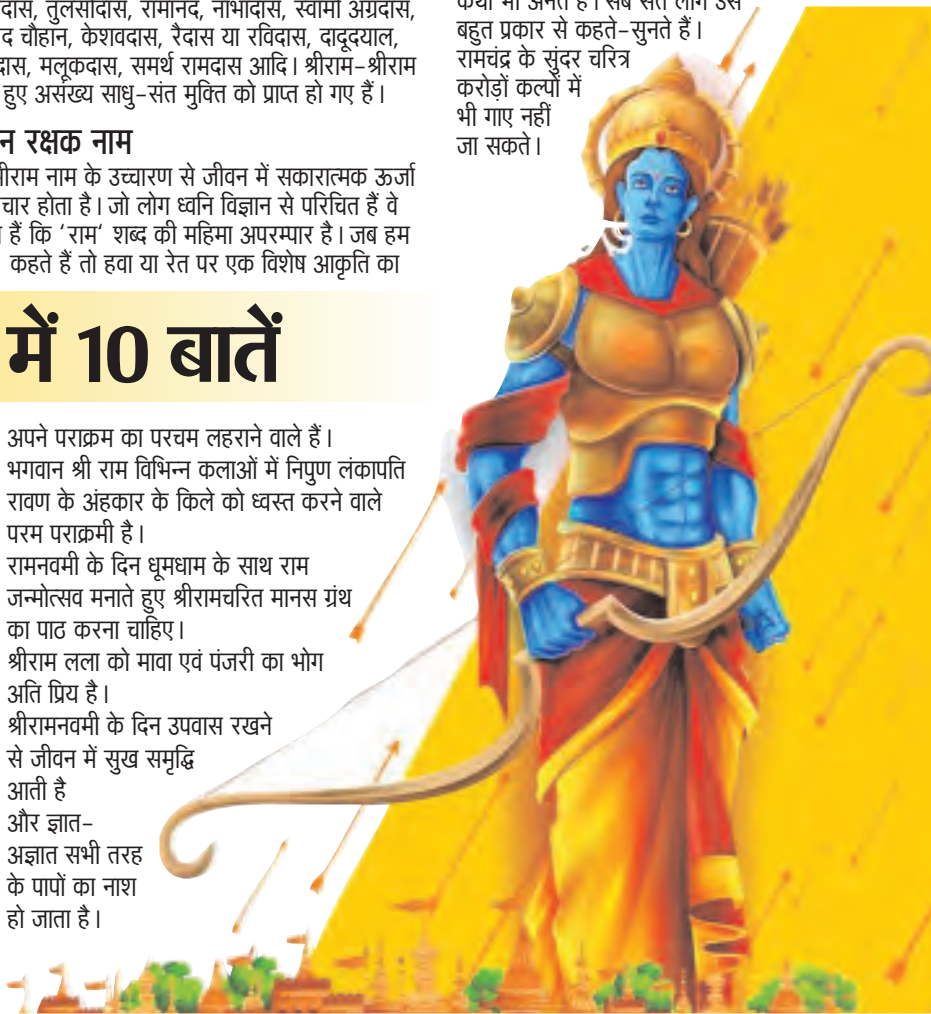 तुलसीदास, रामानंद, नाभादास, स्वामी अग्रदास,
चौहान, केशवदास, रैदास या रविदास, दादूदयाल,
मलूकदास, समर्थ रामदास आदि। श्रीराम-श्रीराम
हुए असंख्य साधु-संत मुक्ति को प्राप्त हो गए हैं।
रक्षक नाम
नाम के उच्चारण से जीवन में सकारात्मक ऊर्जा
होता है। जो लोग ध्वनि विज्ञान से परिचित हैं वे
हैं कि ‘राम‘ शब्द की महिमा अपरम्पार है। जब हम
कहते हैं तो हवा या रेत पर एक विशेष आकृति का
बहुत प्रकार से कहते-सुनते हैं।
रामचंद्र के सुंदर चरित्र
करोड़ों कल्पों में
भी गाए नहीं
जा सकते।
में 10 बातें
अपने पराक्रम का परचम लहराने वाले हैं।
भगवान श्री राम विभिन्न कलाओं में निपुण लंकापति
रावण के अंहकार के किले को ध्वस्त करने वाले
परम पराक्रमी है।
रामनवमी के दिन धूमधाम के साथ राम
जन्मोत्सव मनाते हुए श्रीरामचरित मानस ग्रंथ
का पाठ करना चाहिए।
श्रीराम लला को मावा एवं पंजरी का भोग
अति प्रिय है।
श्रीरामनवमी के दिन उपवास रखने
से जीवन में सुख समृद्धि
आती है
और ज्ञात-
अज्ञात सभी तरह
के पापों का नाश
हो जाता है।